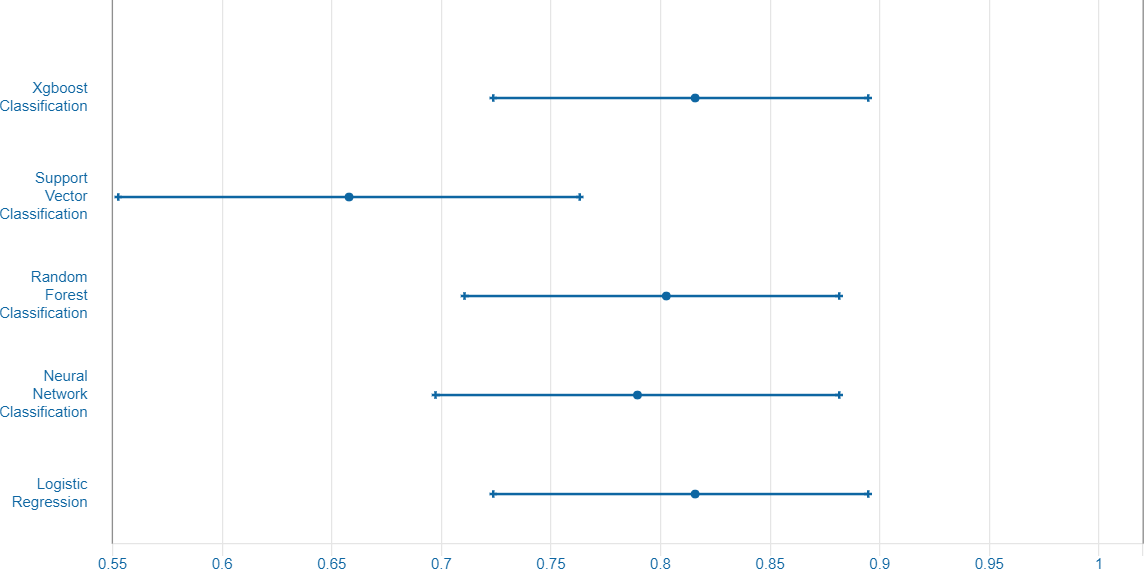 Xgboost
Classification
Support
Vector
Classification
Random
Forest
Classification
Neural
Network
Classification
Logistic
Regression
0.55 0.6 0.65 0.7 0.75 0.8 0.85 0.9 0.95 1